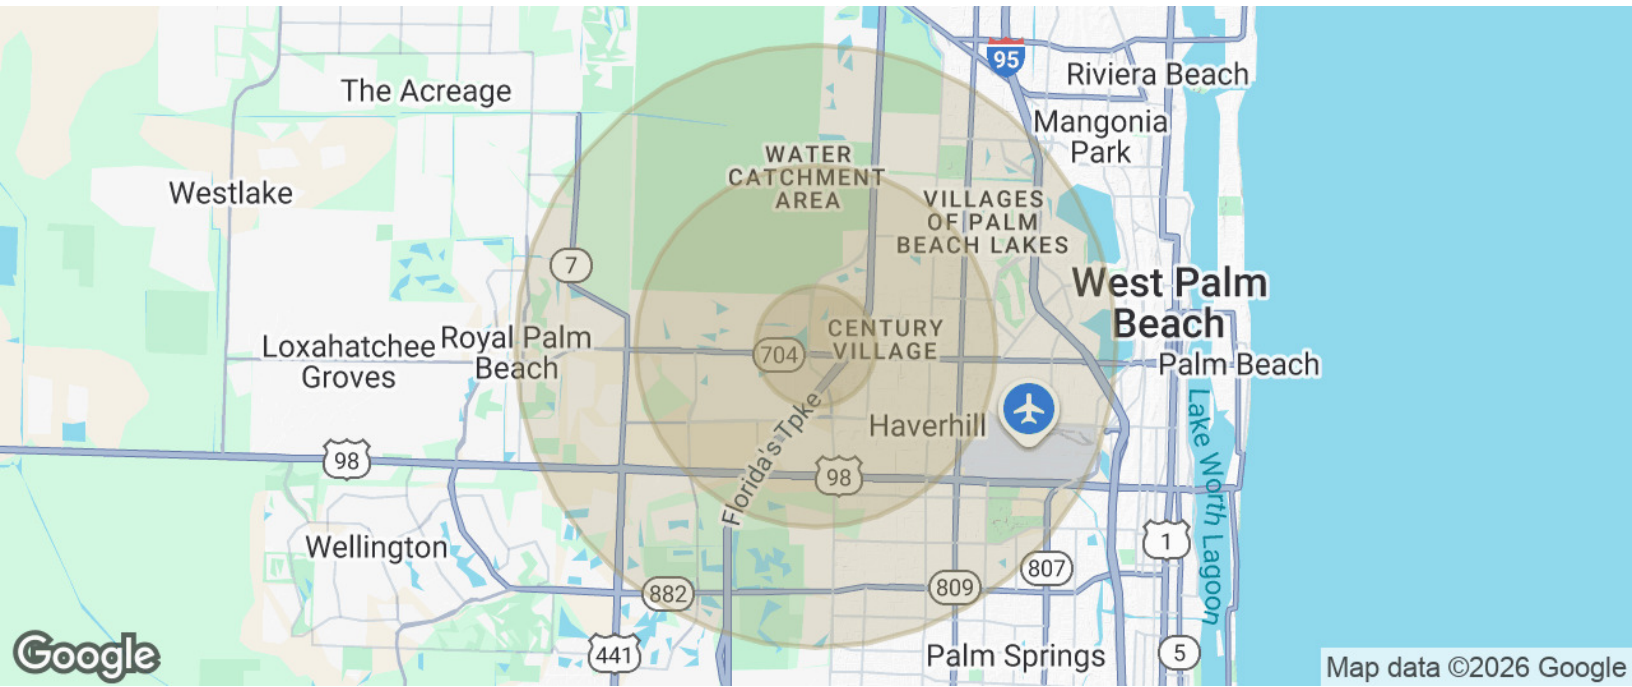 95
Riviera Beach
The Acreage
Mangonia
Park
WATER
CATCHMENT
AREA
Westlake
VILLAGES
OF PALM
BEACH LAKES
7
West Palm
Beach
CENTURY
VILLAGE
Loxahatchee
Groves
Royal Palm
Beach
704
Palm Beach
Haverhill
Florida's Tpke
98
98
Lake Worth Lagoon
Wellington
1
807
809
882
441
Palm Springs
5
Google
Map data ©2026 Google